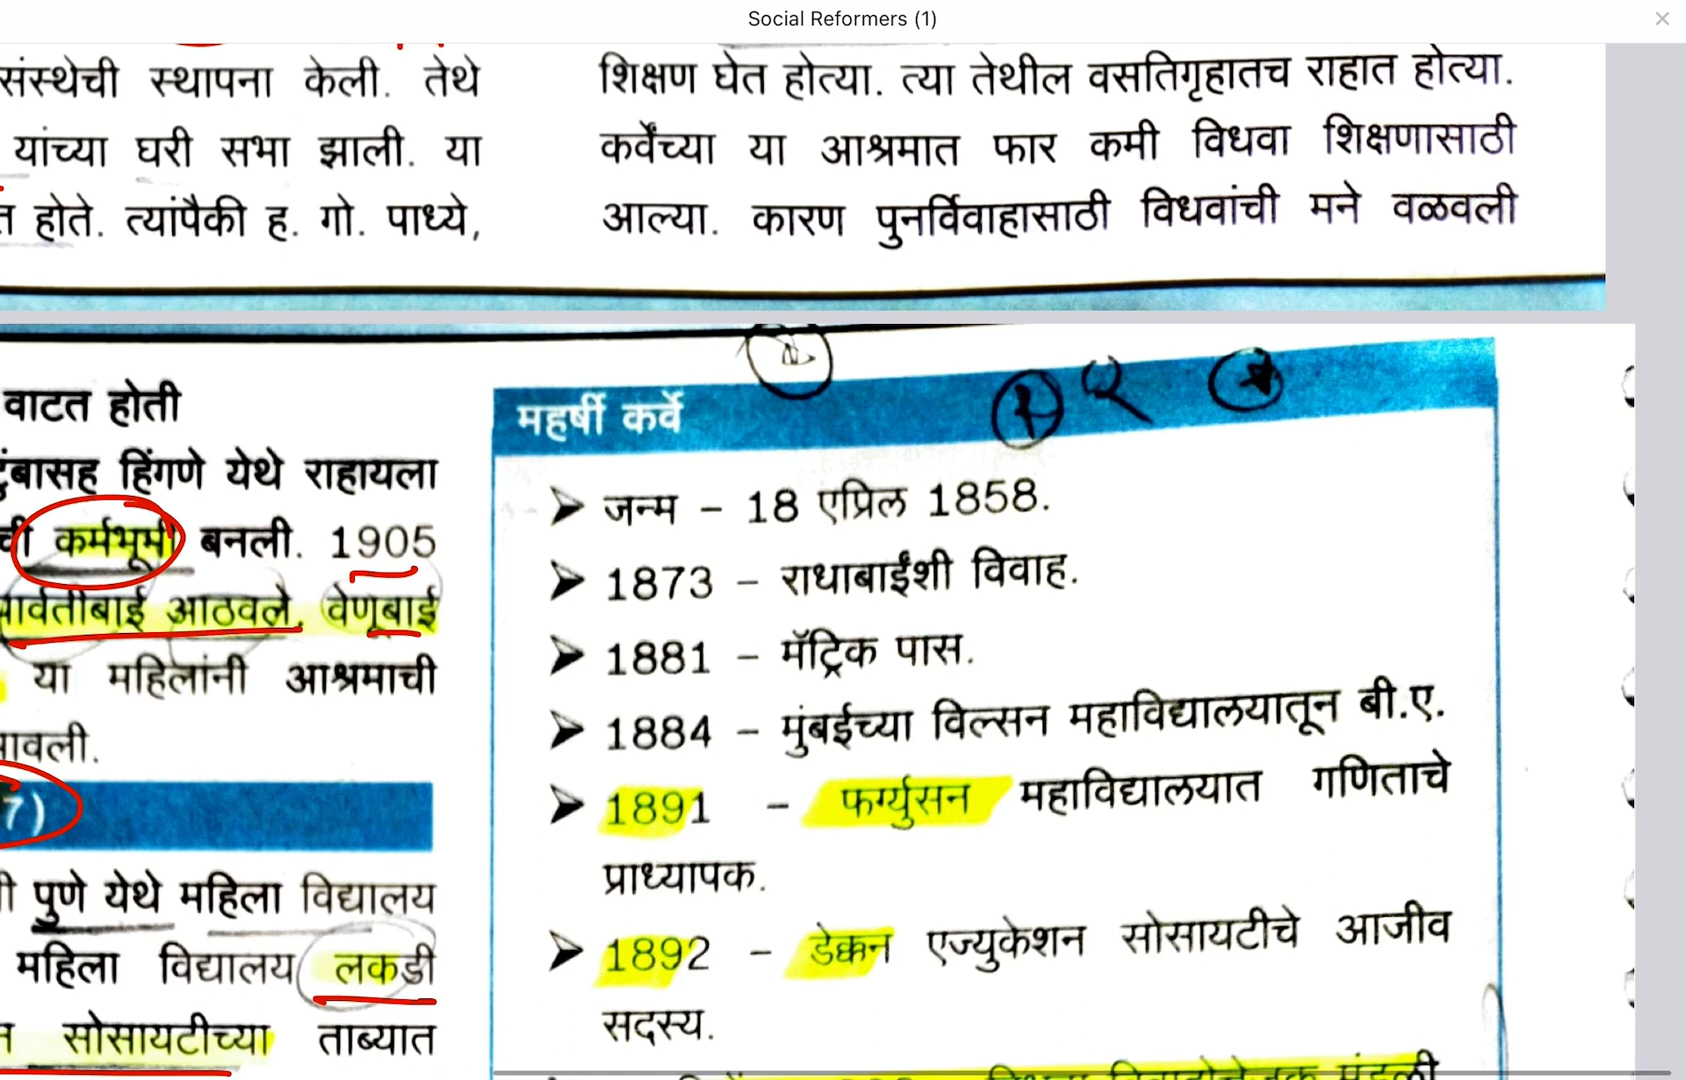 Social Reformers (1)
संस्थेची स्थापना केली. तेथे
यांच्या घरी सभा झाली. या
होते. त्यांपैकी ह. गो. पाध्ये,
शिक्षण घेत होत्या. त्या तेथील वसतिगृहातच राहात होत्या.
कर्वेंच्या या आश्रमात फार कमी विधवा शिक्षणासाठी
आल्या. कारण पुनर्विवाहासाठी विधवांची मने वळवली
वाटत होती
हिंगणे येथे राहायला
ची कर्मभूमी बनली. 1905
पार्वतीबाई आठवले, वेणूबाई
या महिलांनी आश्रमाची
7)
पुणे येथे महिला विद्यालय
महिला विद्यालय लकडी
सोसायटीच्या ताब्यात
महर्षी कर्वे
१ २
➤ जन्म – 18 एप्रिल 1858.
➤ 1873 – राधाबाईंशी विवाह.
➤ 1881 – मॅट्रिक पास.
➤ 1884 – मुंबईच्या विल्सन महाविद्यालयातून बी.ए.
➤ 1891 – फर्ग्युसन महाविद्यालयात गणिताचे
प्राध्यापक.
➤ 1892 – डेक्कन एज्युकेशन सोसायटीचे आजीव
सदस्य.